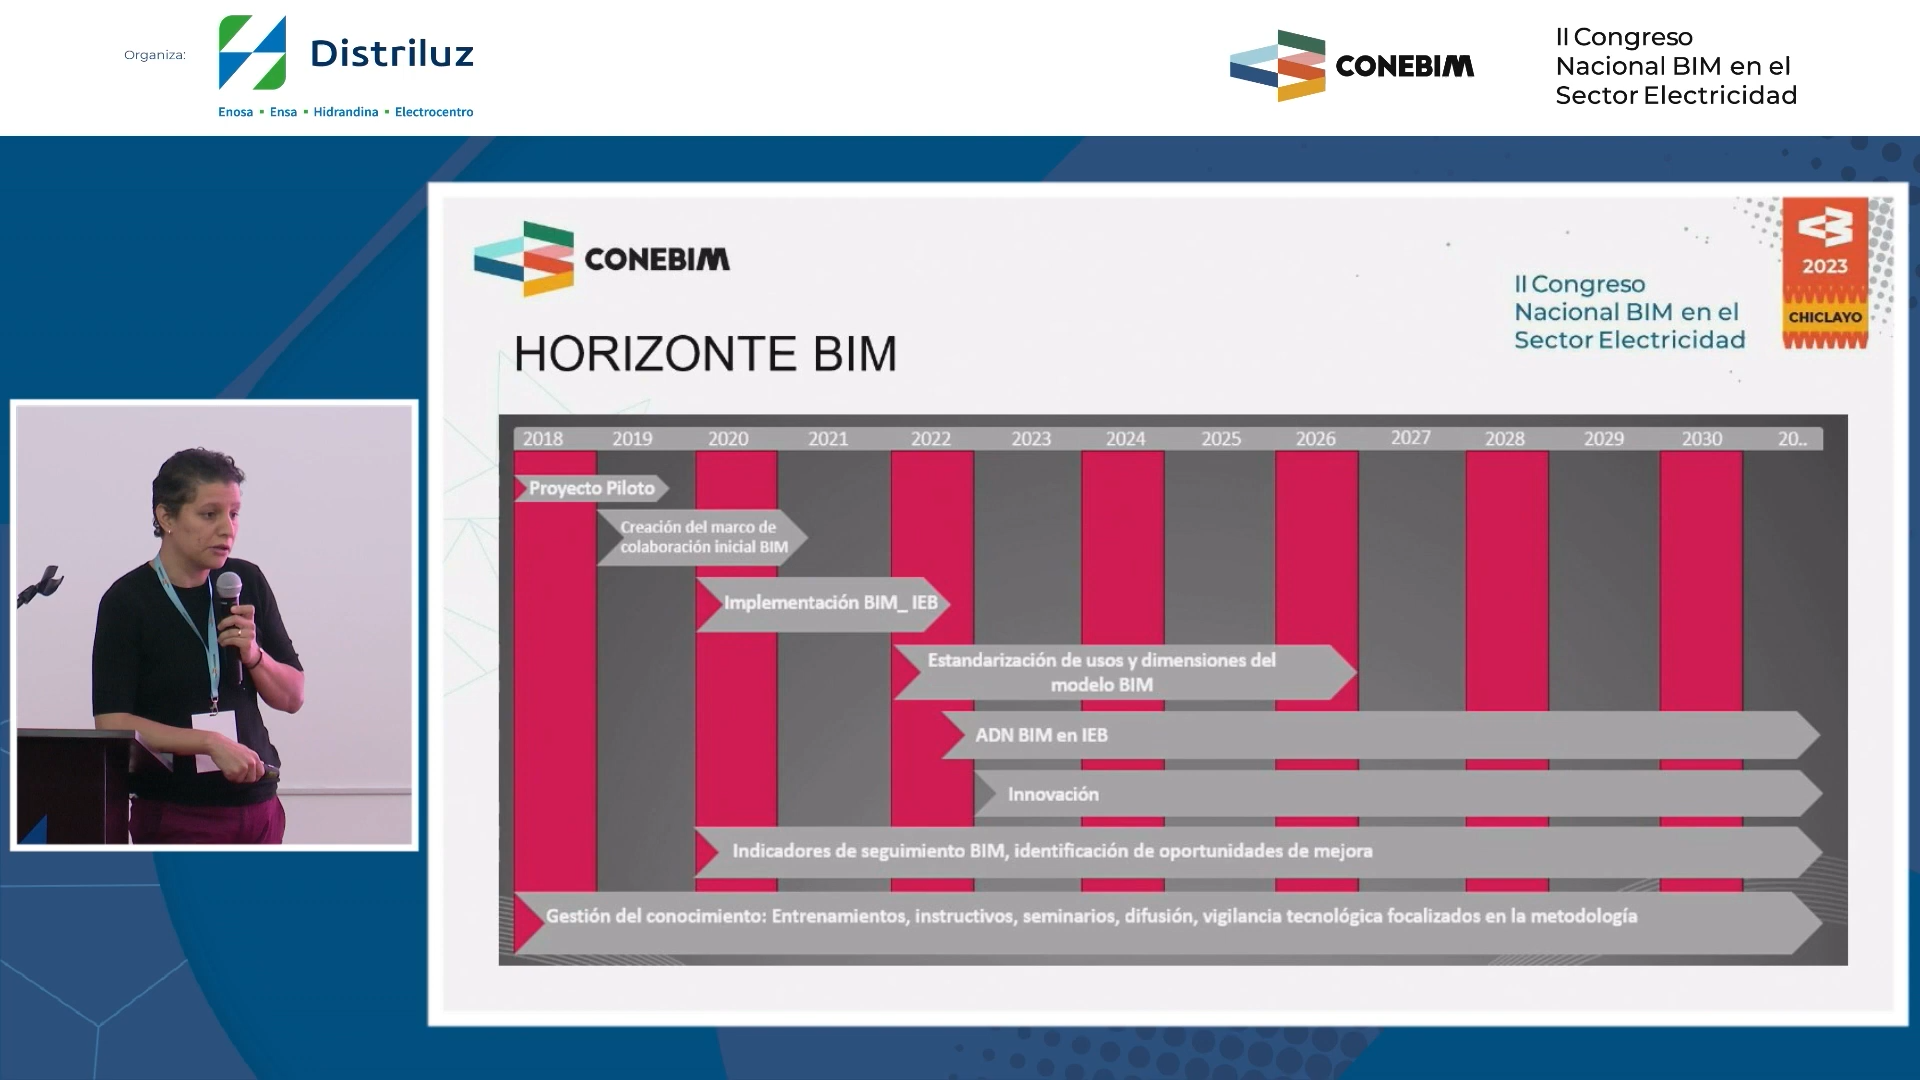 Organiza:
Distriluz
Enosa ▪ Ensa ▪ Hidrandina ▪ Electrocentro
CONEBIM
II Congreso
Nacional BIM en el
Sector Electricidad
CONEBIM
2023
CHICLAYO
II Congreso
Nacional BIM en el
Sector Electricidad
HORIZONTE BIM
2018 2019 2020 2021 2022 2023 2024 2025 2026 2027 2028 2029 2030 20..
Proyecto Piloto
Creación del marco de
colaboración inicial BIM
Implementación BIM_ IEB
Estandarización de usos y dimensiones del
modelo BIM
ADN BIM en IEB
Innovación
Indicadores de seguimiento BIM, identificación de oportunidades de mejora
Gestión del conocimiento: Entrenamientos, instructivos, seminarios, difusión, vigilancia tecnológica focalizados en la metodología